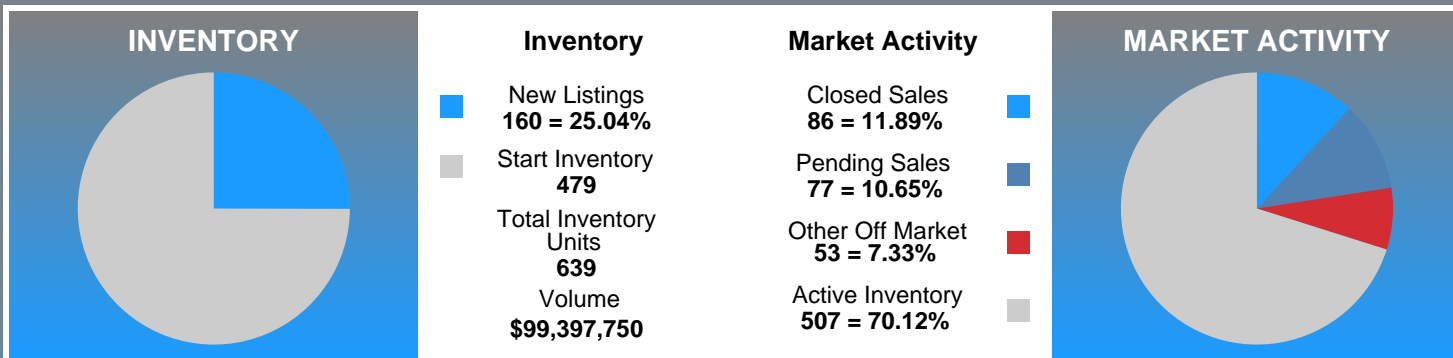 INVENTORY
Inventory
New Listings
160 = 25.04%
Start Inventory
479
Total Inventory
Units
639
Volume
$99,397,750
Market Activity
Closed Sales
86 = 11.89%
Pending Sales
77 = 10.65%
Other Off Market
53 = 7.33%
Active Inventory
507 = 70.12%
MARKET ACTIVITY